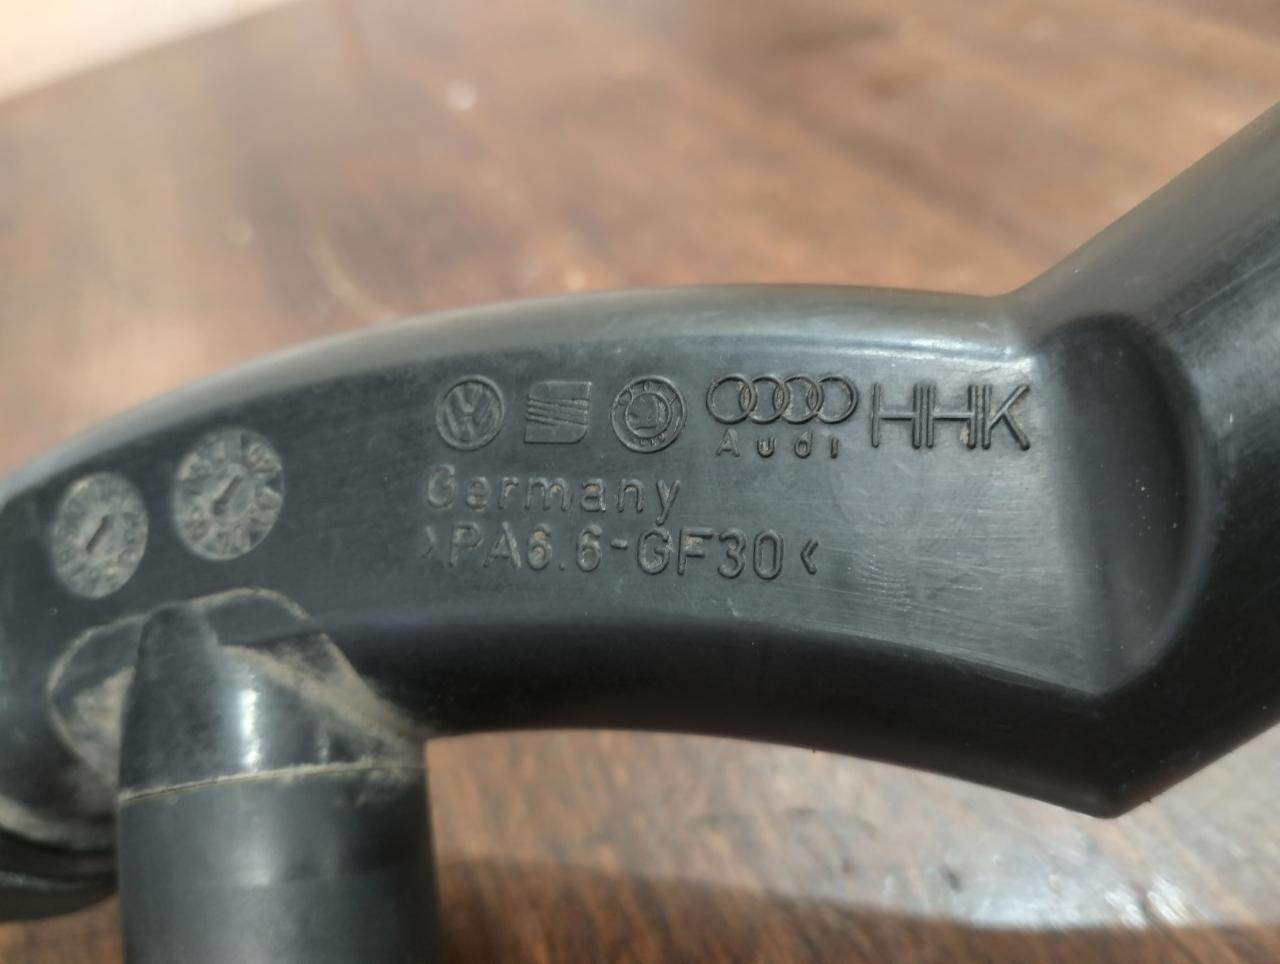 Audi HHK
Germany
>PA6.6-GF30<